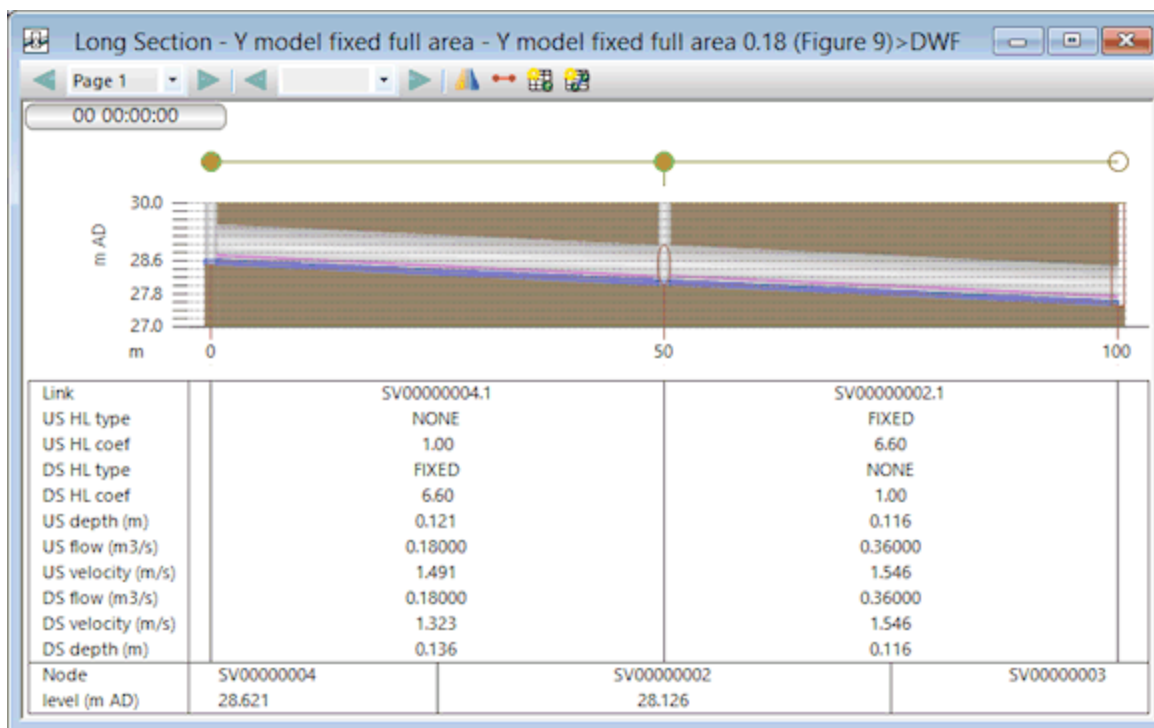 Long Section - Y model fixed full area - Y model fixed full area 0.18 (Figure 9)>DWF
Page 1
00 00:00:00
30.0
m AD
28.6
27.8
27.0
m 0 50 100
Link SV00000004.1 SV00000002.1
US HL type NONE FIXED
US HL coef 1.00 6.60
DS HL type FIXED NONE
DS HL coef 6.60 1.00
US depth (m) 0.121 0.116
US flow (m3/s) 0.18000 0.36000
US velocity (m/s) 1.491 1.546
DS flow (m3/s) 0.18000 0.36000
DS velocity (m/s) 1.323 1.546
DS depth (m) 0.136 0.116
Node SV00000004 SV00000002 SV00000003
level (m AD) 28.621 28.126